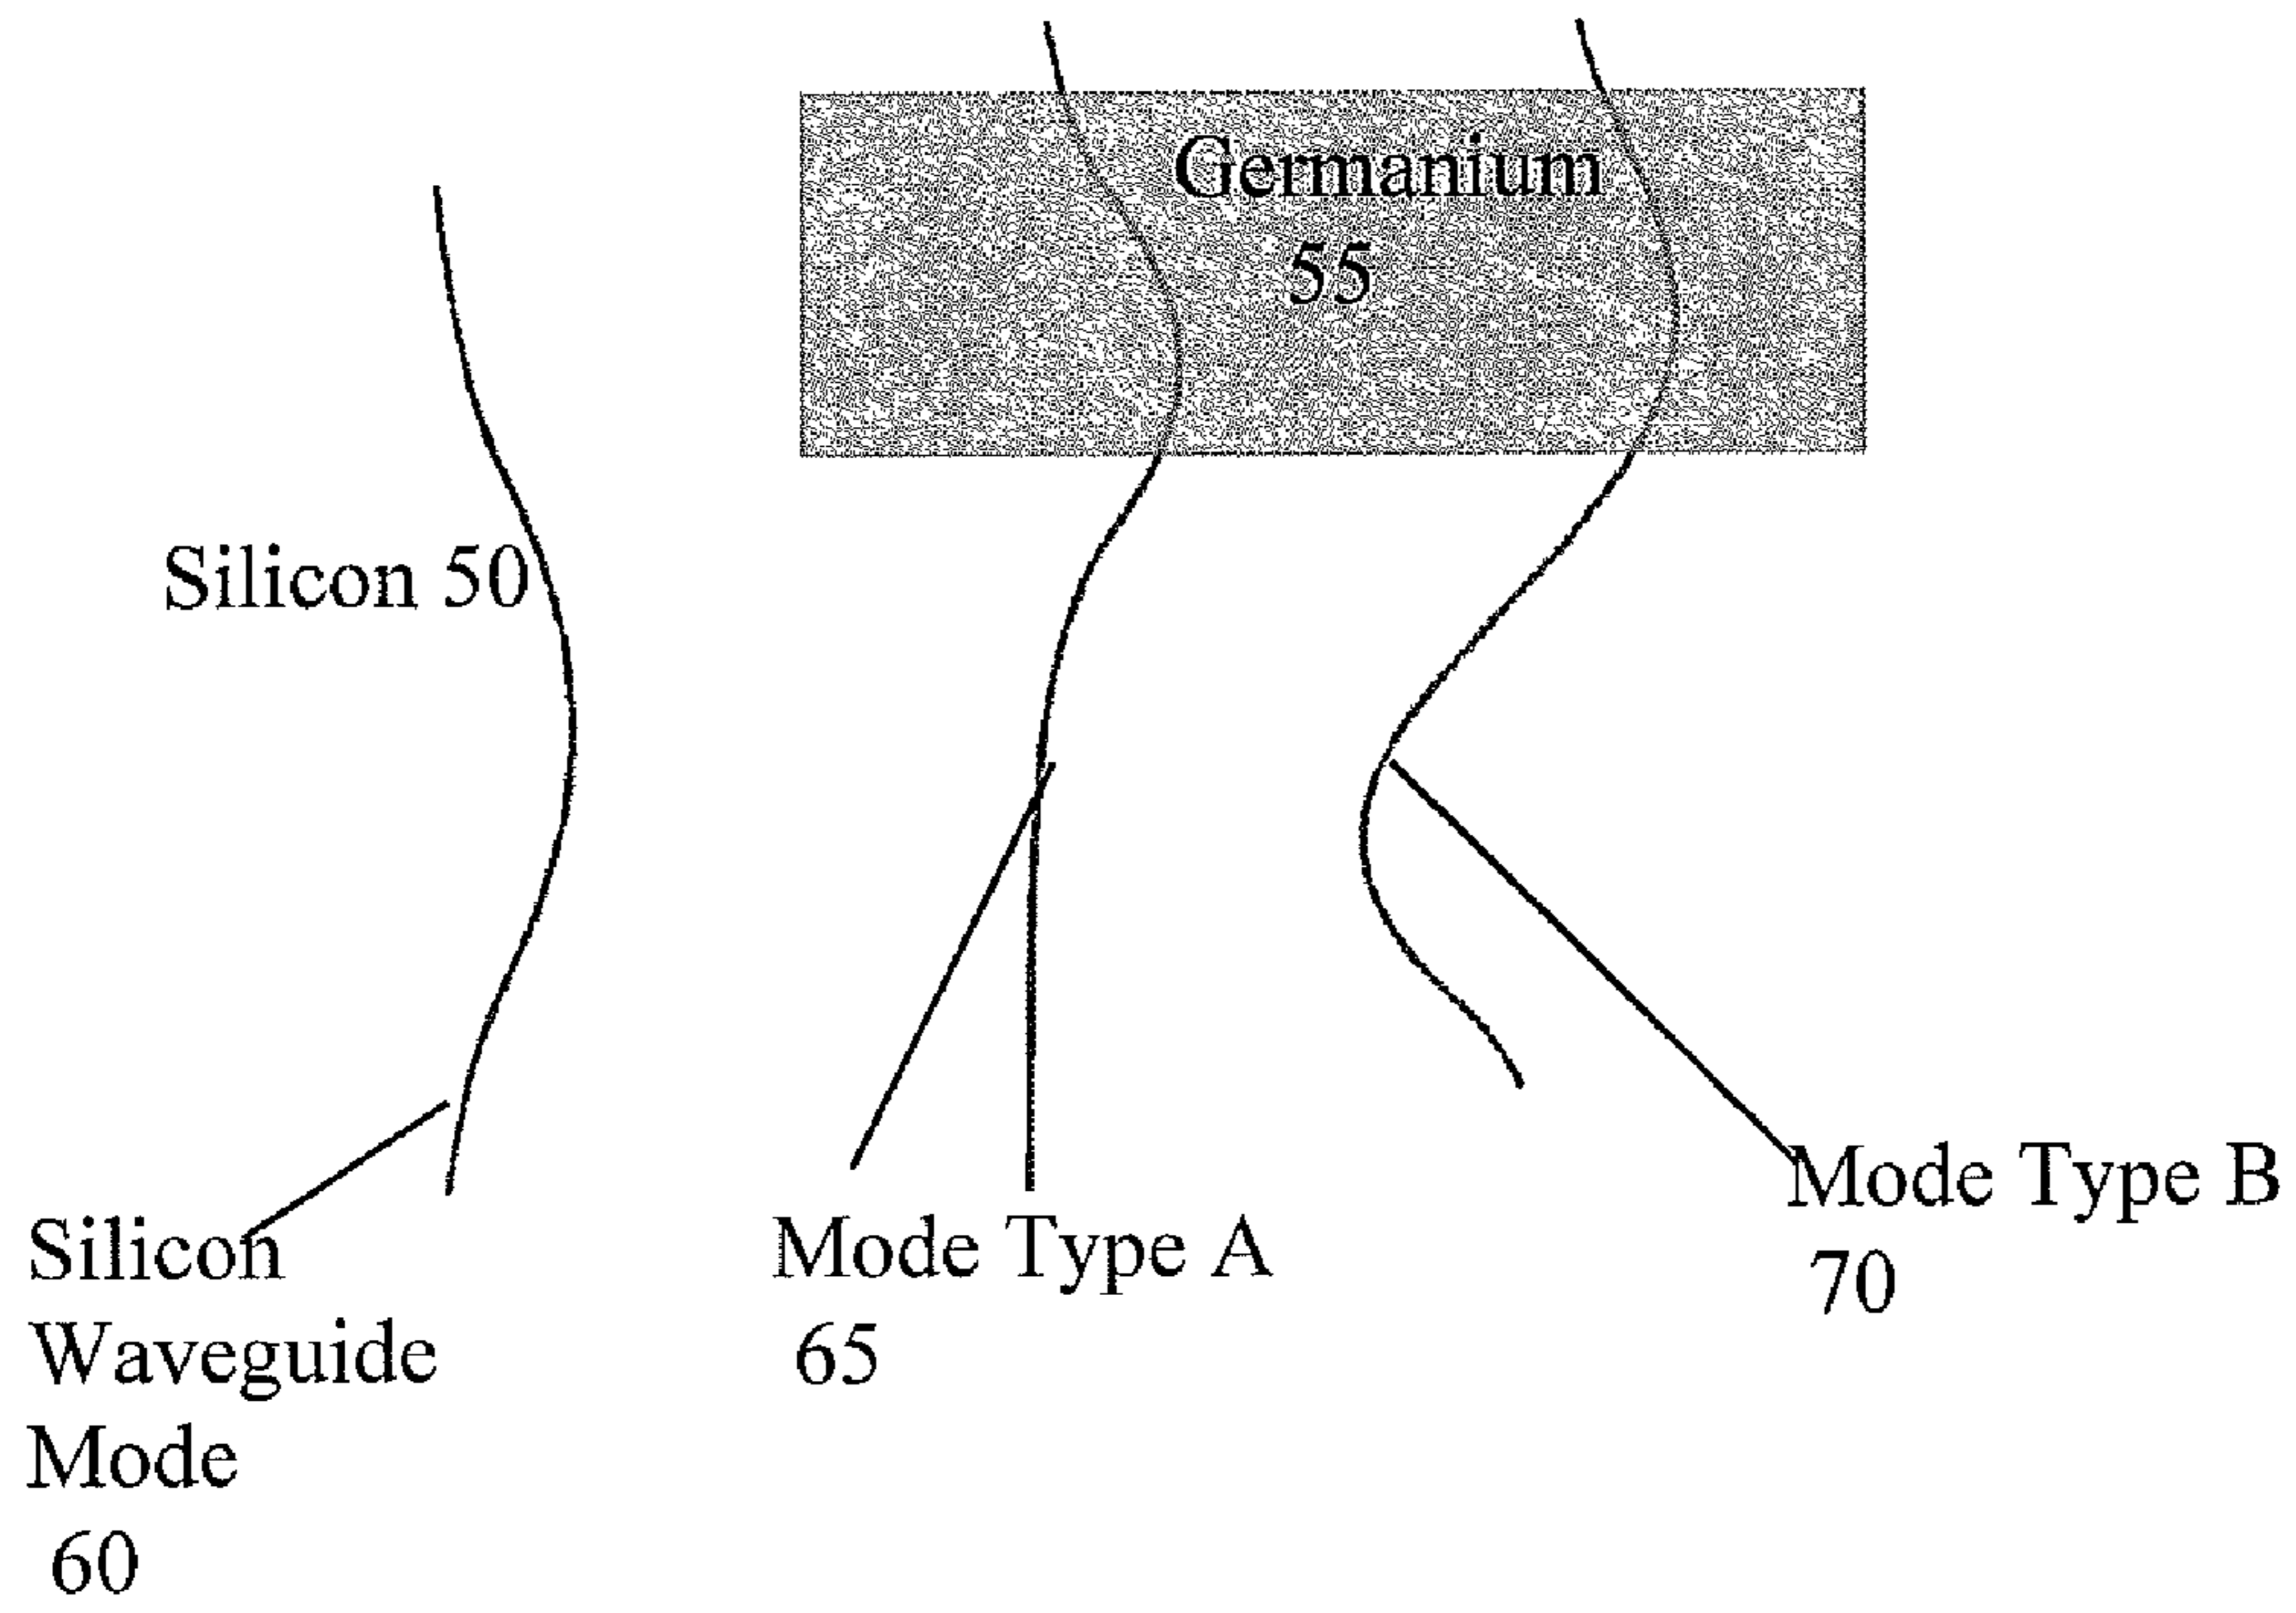 Germanium
55
Silicon 50
Silicon
Waveguide
Mode
60
Mode Type A
65
Mode Type B
70